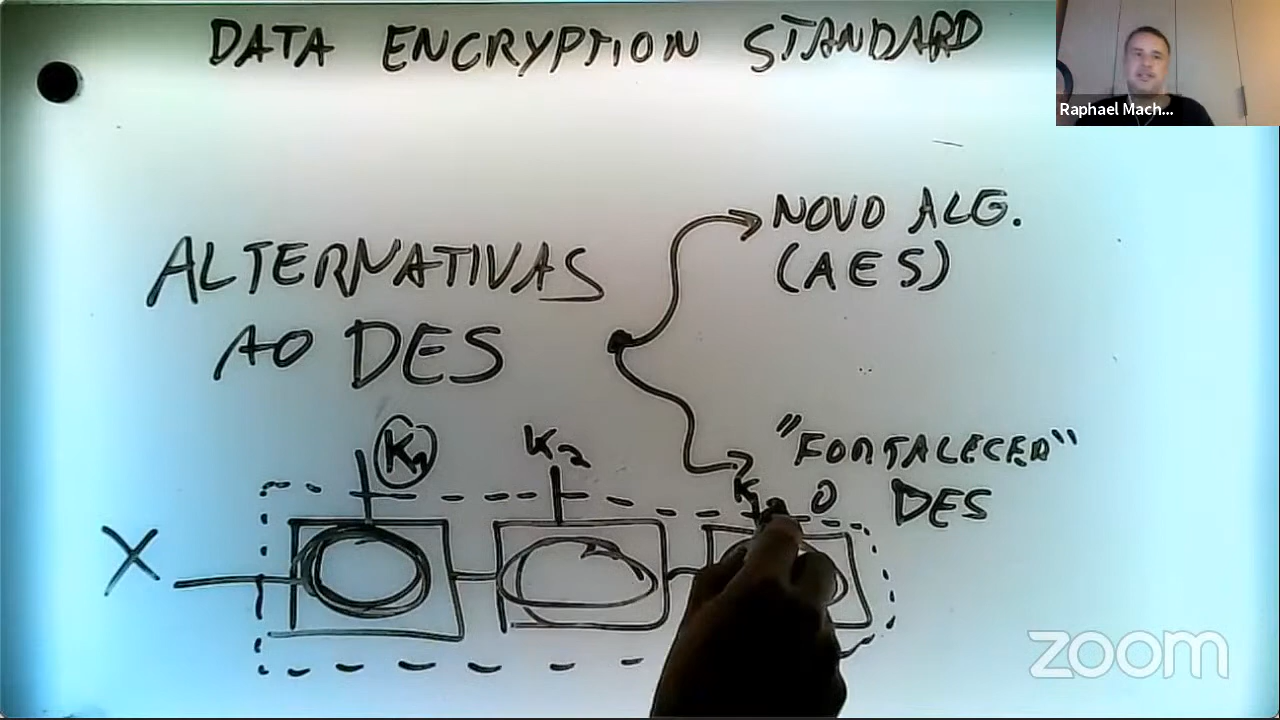 DATA ENCRYPTION STANDARD
Raphael Mach...
NOVO ALG.
(AES)
ALTERNATIVAS
AO DES
"FORTALECER"
O DES
K1
K2
K
X
zoom